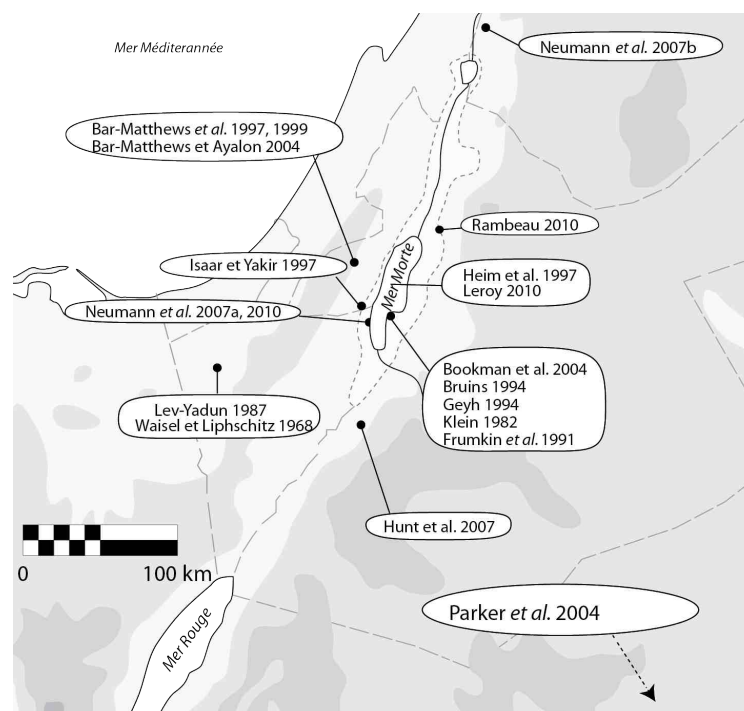 Mer Méditerannée
Neumann et al. 2007b
Bar-Matthews et al. 1997, 1999
Bar-Matthews et Ayalon 2004
Rambeau 2010
Isaar et Yakir 1997
Mer Morte
Heim et al. 1997
Leroy 2010
Neumann et al. 2007a, 2010
Bookman et al. 2004
Bruins 1994
Geyh 1994
Klein 1982
Frumkin et al. 1991
Lev-Yadun 1987
Waisel et Liphschitz 1968
Hunt et al. 2007
0 100 km
Parker et al. 2004
Mer Rouge